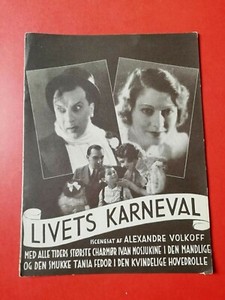 LIVETS KARNEVAL
ISCENESAT AF ALEXANDRE VOLKOFF
MED ALLE TIDERS STØRSTE CHARMØR IVAN MOSJUKINE I DEN MANDLIGE
OG DEN SMUKKE TANIA FEDOR I DEN KVINDELIGE HOVEDROLLE